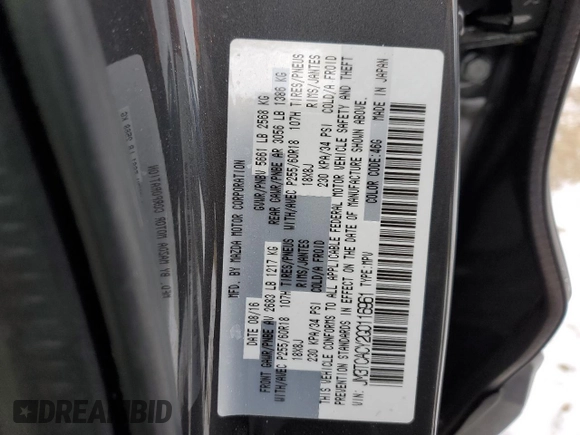 MFD. BY MAZDA MOTOR CORPORATION
DATE 08/16 GVWR/PNBV 5661 LB 2568 KG
FRONT GAWR/PNBE AV 2683 LB 1217 KG REAR GAWR/PNBE AR 3056 LB 1386 KG
WITH/AVEC P255/60R18 107H TIRES/PNEUS WITH/AVEC P255/60R18 107H TIRES/PNEUS
18X8J RIMS/JANTES 18X8J RIMS/JANTES
230 KPA/34 PSI COLD/A FROID 230 KPA/34 PSI COLD/A FROID
THIS VEHICLE CONFORMS TO ALL APPLICABLE FEDERAL MOTOR VEHICLE SAFETY AND THEFT
PREVENTION STANDARDS IN EFFECT ON THE DATE OF MANUFACTURE SHOWN ABOVE.
VIN: JM3TCACY2G0116961 TYPE:MPV COLOR CODE:46G MADE IN JAPAN
DREAMBID